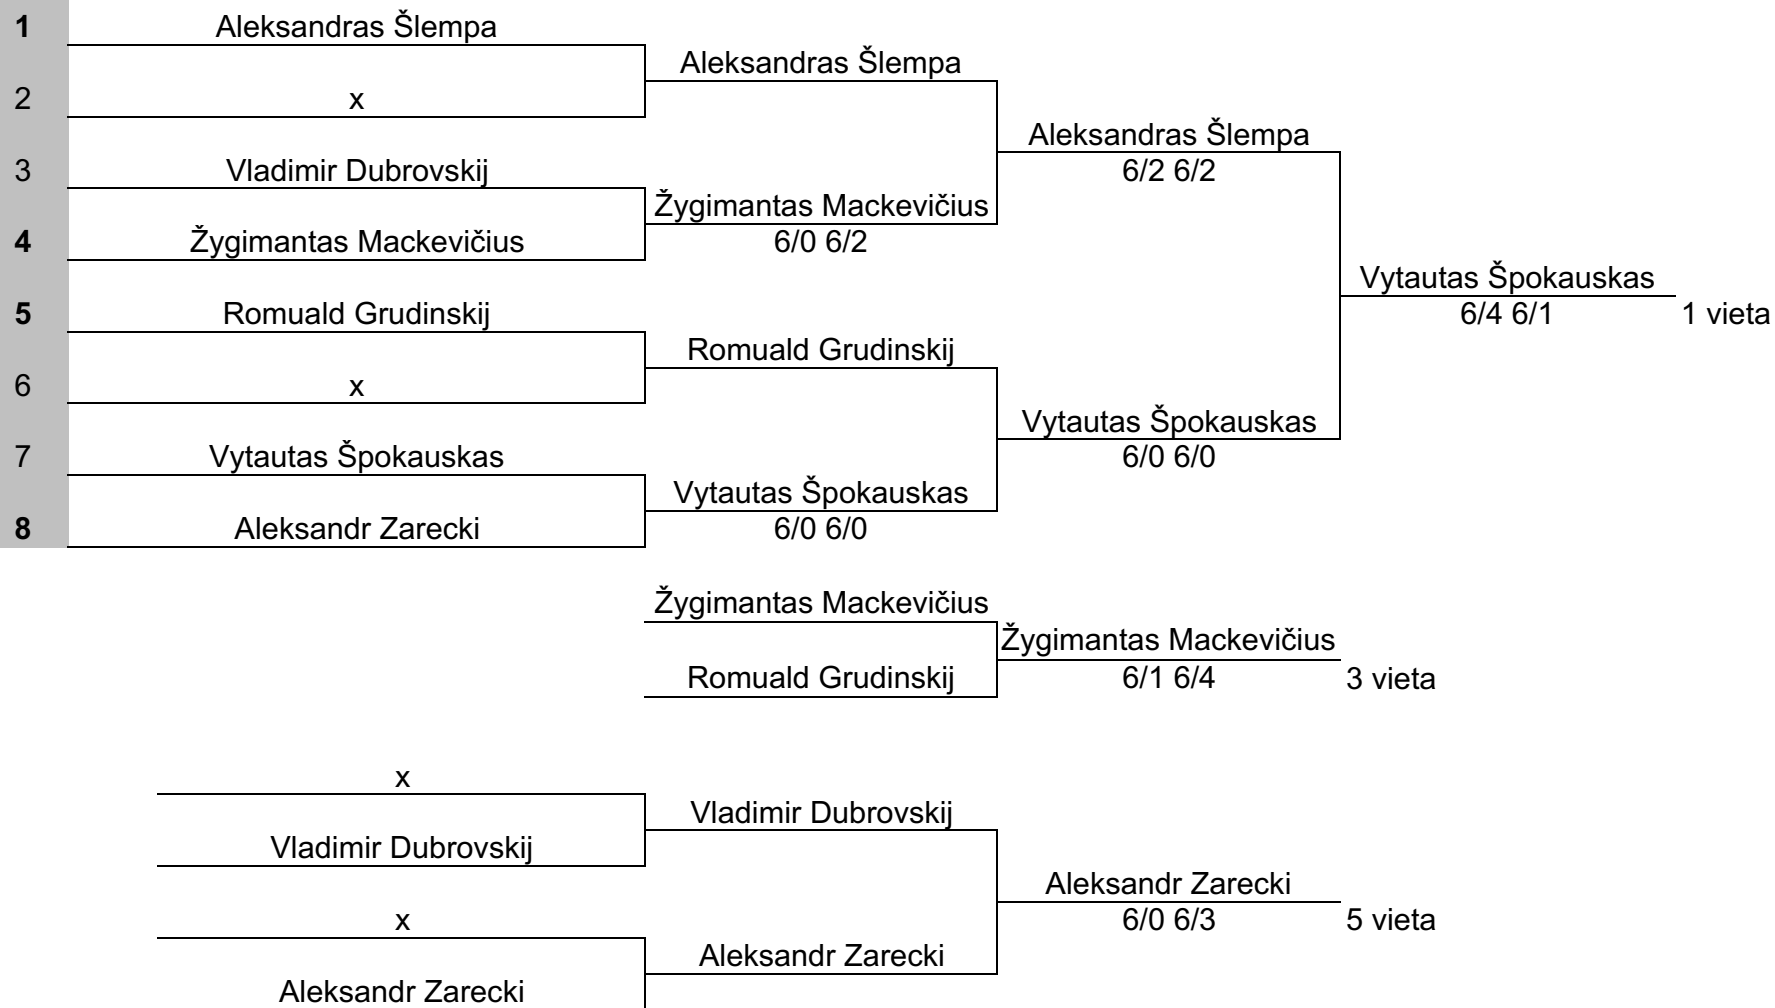 1 Aleksandras Šlempa
Aleksandras Šlempa
2 x
Aleksandras Šlempa
3 Vladimir Dubrovskij 6/2 6/2
Žygimantas Mackevičius
4 Žygimantas Mackevičius 6/0 6/2
Vytautas Špokauskas
5 Romuald Grudinskij 6/4 6/1 1 vieta
Romuald Grudinskij
6 x
Vytautas Špokauskas
7 Vytautas Špokauskas 6/0 6/0
Vytautas Špokauskas
8 Aleksandr Zarecki 6/0 6/0
Žygimantas Mackevičius
Žygimantas Mackevičius
Romuald Grudinskij 6/1 6/4 3 vieta
x
Vladimir Dubrovskij
Vladimir Dubrovskij
Aleksandr Zarecki
x 6/0 6/3 5 vieta
Aleksandr Zarecki
Aleksandr Zarecki